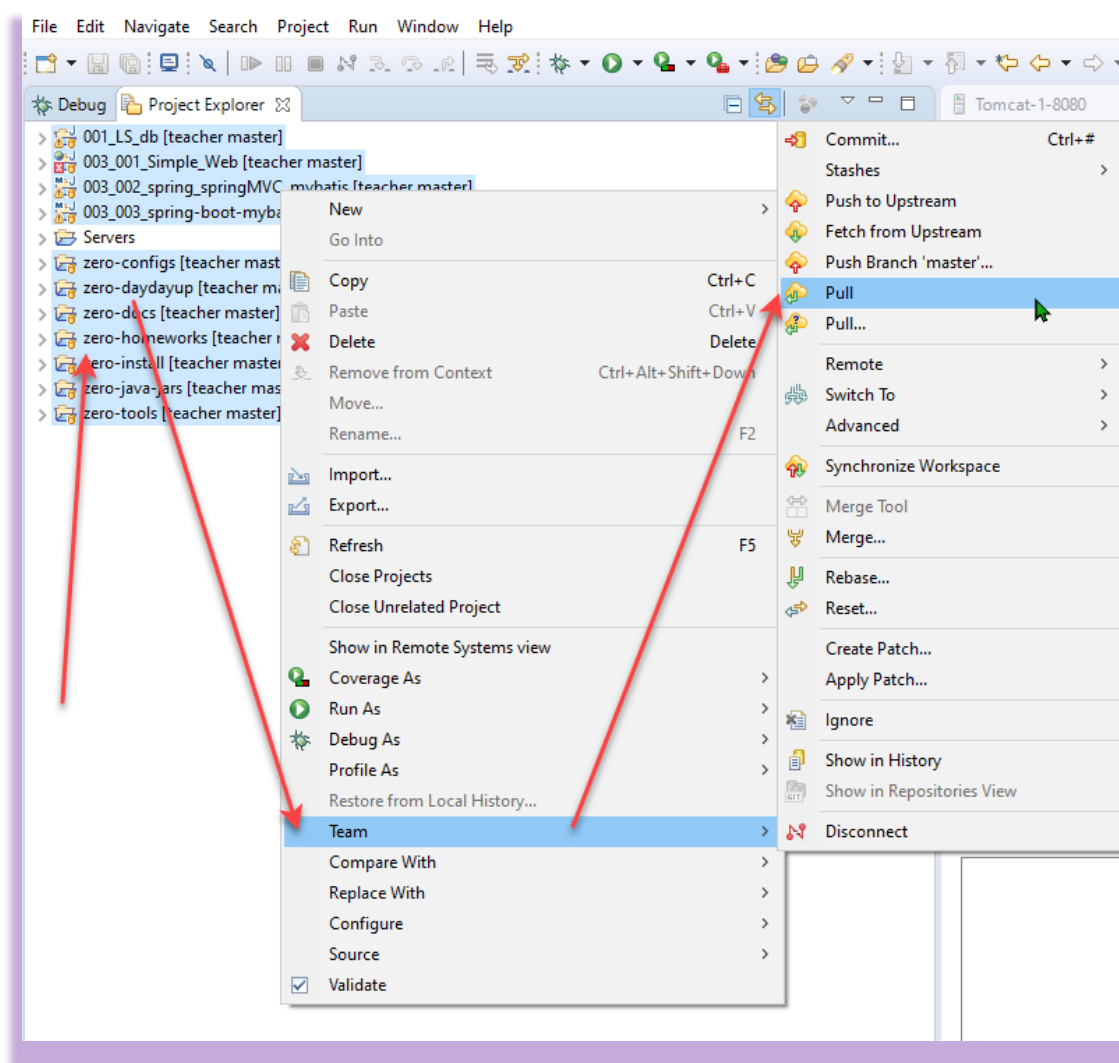 File Edit Navigate Search Project Run Window Help
Debug Project Explorer
Tomcat-1-8080
001_LS_db [teacher master]
003_001_Simple_Web [teacher master]
003_002_spring_springMVC_mybatis [teacher master]
003_003_spring-boot-myba
Servers
zero-configs [teacher mast
zero-daydayup [teacher ma
zero-docs [teacher master]
zero-homeworks [teacher
zero-install [teacher master
zero-java-jars [teacher mas
zero-tools [teacher master]
New
Go Into
Copy Ctrl+C
Paste Ctrl+V
Delete Delete
Remove from Context Ctrl+Alt+Shift+Down
Move...
Rename... F2
Import...
Export...
Refresh F5
Close Projects
Close Unrelated Project
Show in Remote Systems view
Coverage As
Run As
Debug As
Profile As
Restore from Local History...
Team
Compare With
Replace With
Configure
Source
Validate
Commit... Ctrl+#
Stashes
Push to Upstream
Fetch from Upstream
Push Branch 'master'...
Pull
Pull...
Remote
Switch To
Advanced
Synchronize Workspace
Merge Tool
Merge...
Rebase...
Reset...
Create Patch...
Apply Patch...
Ignore
Show in History
GIT Show in Repositories View
Disconnect